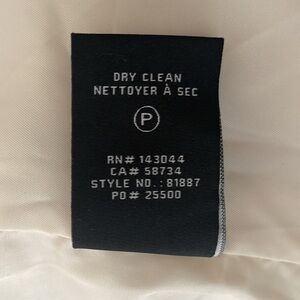 DRY CLEAN
NETTOYER À SEC
P
RN# 143044
CA# 58734
STYLE NO.: 81887
PO# 25500